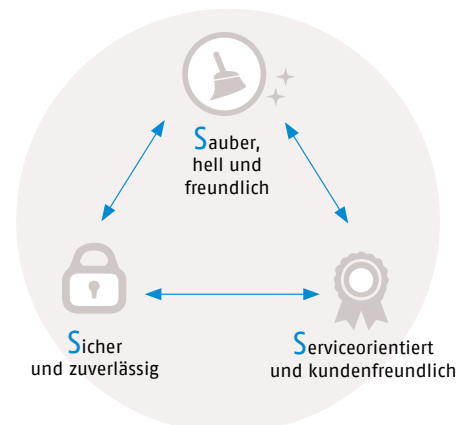 Sauber,
hell und
freundlich
Sicher
und zuverlässig
Serviceorientiert
und kundenfreundlich